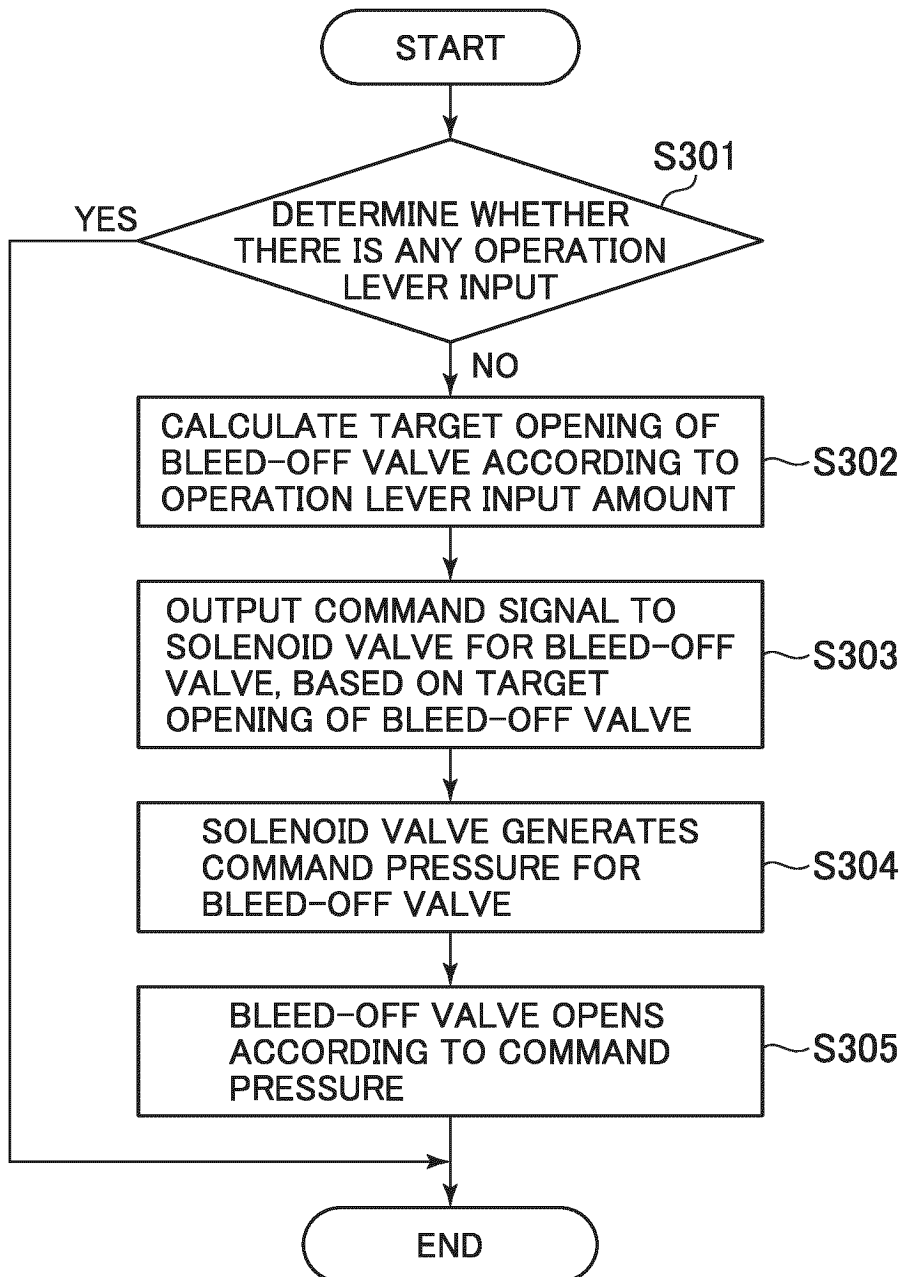 START
S301
YES
DETERMINE WHETHER
THERE IS ANY OPERATION
LEVER INPUT
NO
CALCULATE TARGET OPENING OF
BLEED-OFF VALVE ACCORDING TO
OPERATION LEVER INPUT AMOUNT
S302
OUTPUT COMMAND SIGNAL TO
SOLENOID VALVE FOR BLEED-OFF
VALVE, BASED ON TARGET
OPENING OF BLEED-OFF VALVE
S303
SOLENOID VALVE GENERATES
COMMAND PRESSURE FOR
BLEED-OFF VALVE
S304
BLEED-OFF VALVE OPENS
ACCORDING TO COMMAND
PRESSURE
S305
END